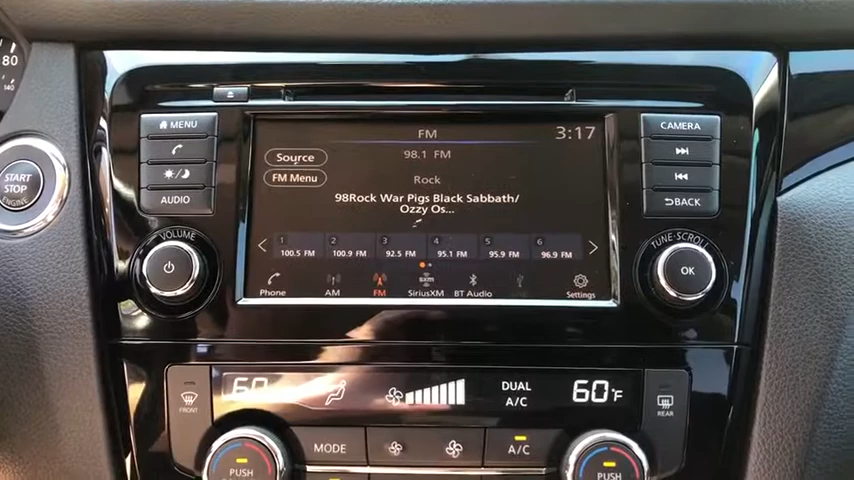 80
140
START
STOP
ENGINE
MENU
AUDIO
VOLUME
FM
3:17
Source
98.1 FM
FM Menu
Rock
98Rock War Pigs Black Sabbath/
Ozzy Os...
1 2 3 4 5 6
100.5 FM 100.9 FM 92.5 FM 95.1 FM 95.9 FM 96.9 FM
sxm
Phone AM FM SiriusXM BT Audio Settings
CAMERA
BACK
TUNE·SCROLL
OK
FRONT
60
DUAL
A/C
60°F
REAR
MODE
A/C
PUSH
PUSH